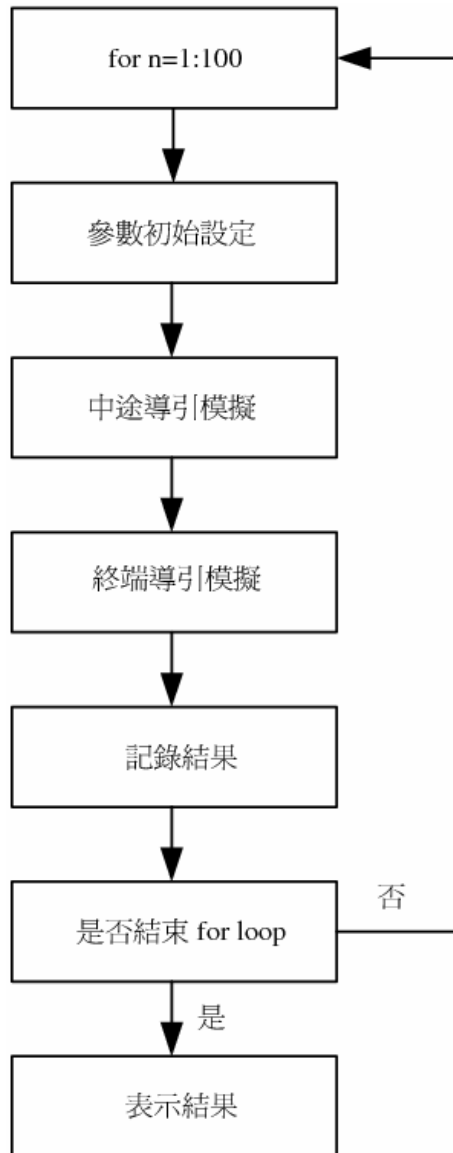 for n=1:100
參數初始設定
中途導引模擬
終端導引模擬
記錄結果
是否結束 for loop
否
是
表示結果